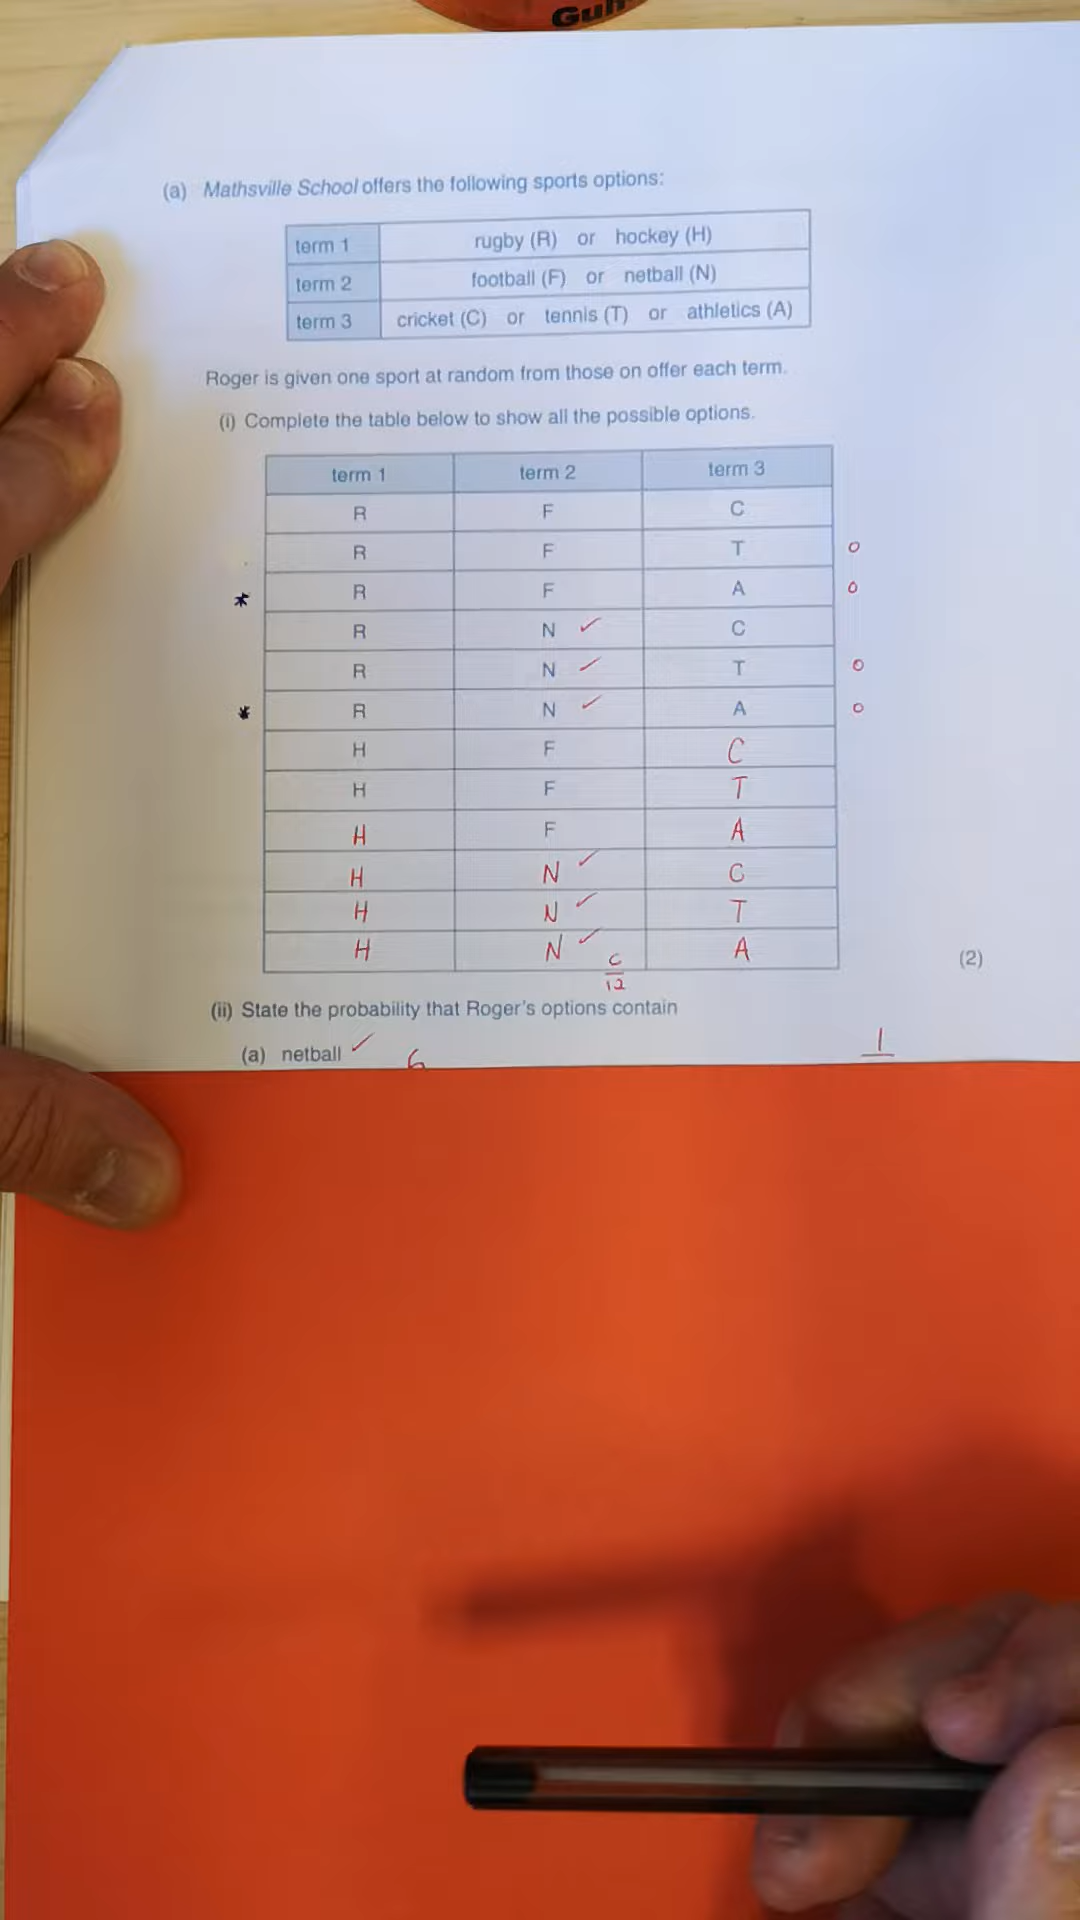 Gulf
(a) Mathsville School offers the following sports options:
term 1 rugby (R) or hockey (H)
term 2 football (F) or netball (N)
term 3 cricket (C) or tennis (T) or athletics (A)
Roger is given one sport at random from those on offer each term.
(i) Complete the table below to show all the possible options.
term 1 term 2 term 3
R F C
R F T o
* R F A o
R N ✓ C
R N ✓ T o
* R N ✓ A o
H F C
H F T
H F A
H N ✓ C
H N ✓ T
H N ✓ A
(2)
12
(ii) State the probability that Roger's options contain
(a) netball ✓ 6 1